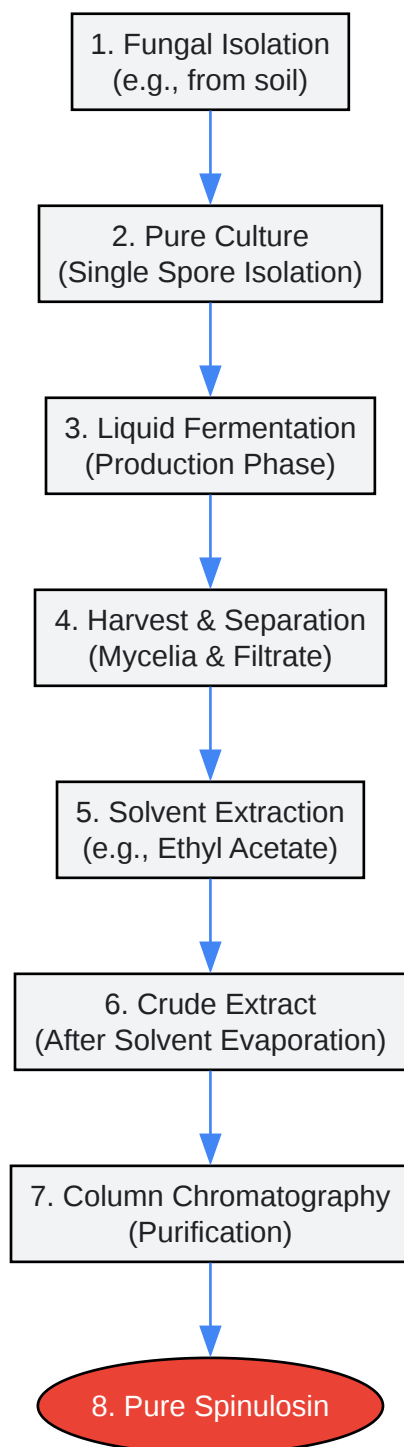 1. Fungal Isolation
(e.g., from soil)
2. Pure Culture
(Single Spore Isolation)
3. Liquid Fermentation
(Production Phase)
4. Harvest & Separation
(Mycelia & Filtrate)
5. Solvent Extraction
(e.g., Ethyl Acetate)
6. Crude Extract
(After Solvent Evaporation)
7. Column Chromatography
(Purification)
8. Pure Spinulosin